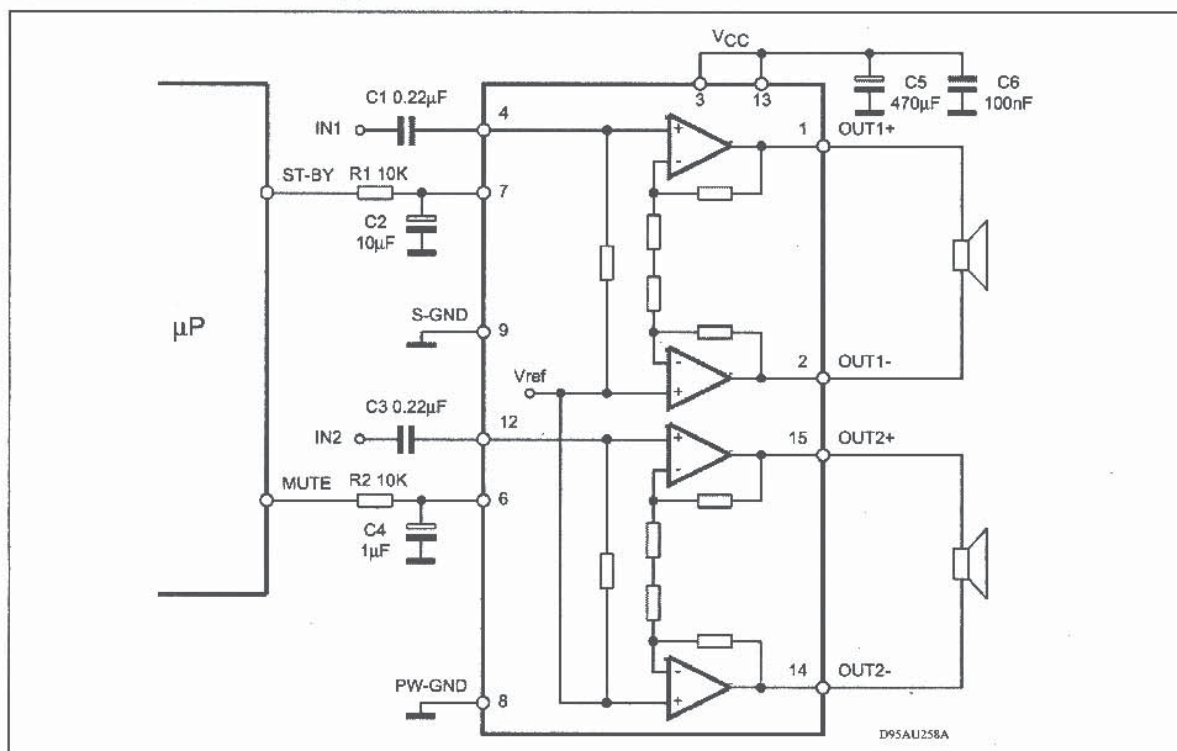 VCC
3
13
C5
470µF
C6
100nF
C1 0.22µF
4
IN1
1
OUT1+
ST-BY
R1 10K
7
C2
10µF
+
-
µP
S-GND
9
-
+
2
OUT1-
Vref
C3 0.22µF
12
IN2
+
-
15
OUT2+
MUTE
R2 10K
6
C4
1µF
PW-GND
8
-
+
14
OUT2-
D95AU258A